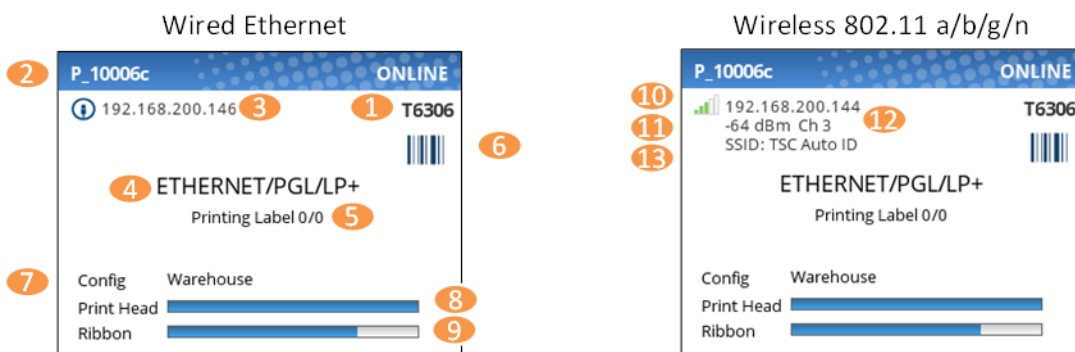 Wired Ethernet
2 P_10006c ONLINE
192.168.200.146 3 1 T6306
6
4 ETHERNET/PGL/LP+
Printing Label 0/0 5
7 Config Warehouse
Print Head 8
Ribbon 9
Wireless 802.11 a/b/g/n
P_10006c ONLINE
10 192.168.200.144 T6306
11 -64 dBm Ch 3 12
13 SSID: TSC Auto ID
ETHERNET/PGL/LP+
Printing Label 0/0
Config Warehouse
Print Head
Ribbon